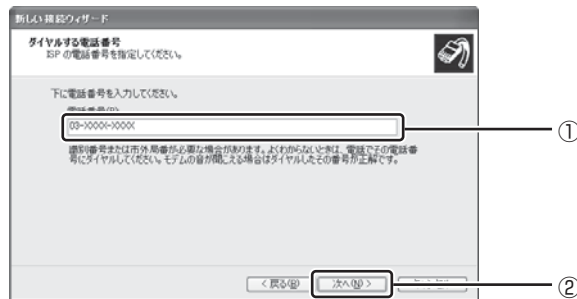 新しい接続ウィザード
ダイヤルする電話番号
ISP の電話番号を指定してください。
下に電話番号を入力してください。
電話番号(P):
03-XXXX-XXXX
①
識別番号または市外局番が必要な場合があります。よくわからないときは、電話でその電話番
号にダイヤルしてください。モデムの音が聞こえる場合はダイヤルしたその番号が正解です。
< 戻る(B)
次へ(N) >
②